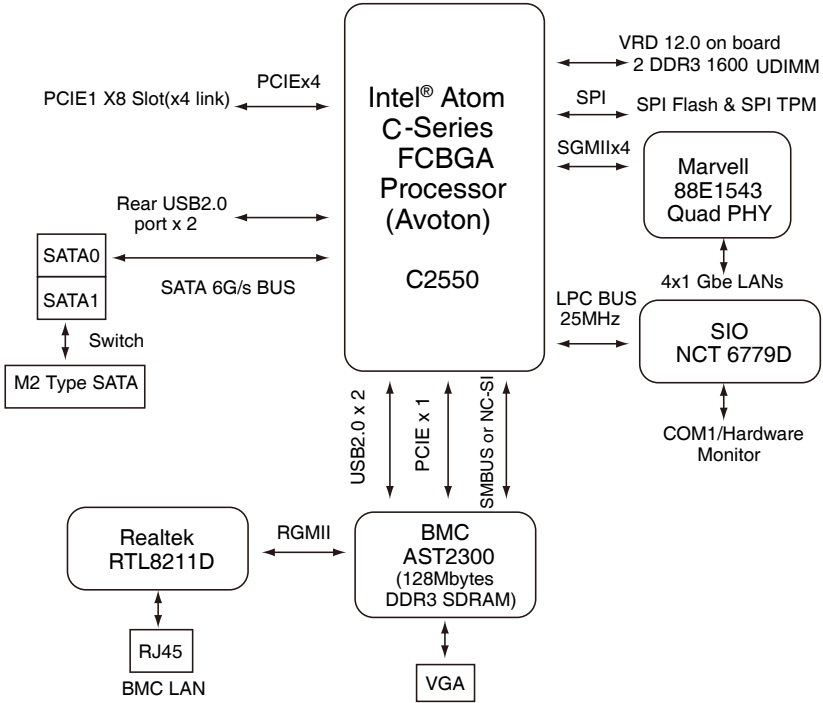 VRD 12.0 on board
2 DDR3 1600 UDIMM
PCIEx4
PCIE1 X8 Slot(x4 link)
Intel® Atom
C-Series
FCBGA
Processor
(Avoton)
C2550
SPI
SPI Flash & SPI TPM
SGMIIx4
Marvell
88E1543
Quad PHY
Rear USB2.0
port x 2
SATA0
SATA1
SATA 6G/s BUS
4x1 Gbe LANs
LPC BUS
25MHz
SIO
NCT 6779D
Switch
M2 Type SATA
COM1/Hardware
Monitor
USB2.0 x 2
PCIE x 1
SMBUS or NC-SI
Realtek
RTL8211D
RGMII
BMC
AST2300
(128Mbytes
DDR3 SDRAM)
RJ45
BMC LAN
VGA